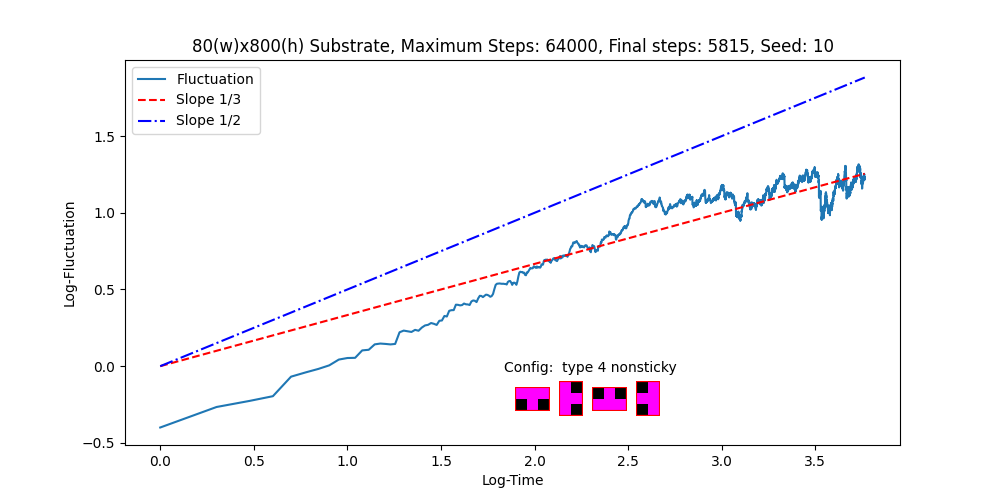 80(w)x800(h) Substrate, Maximum Steps: 64000, Final steps: 5815, Seed: 10
Fluctuation
Slope 1/3
Slope 1/2
1.5
1.0
0.5
0.0
−0.5
Log-Fluctuation
Config:  type 4 nonsticky
0.0 0.5 1.0 1.5 2.0 2.5 3.0 3.5
Log-Time